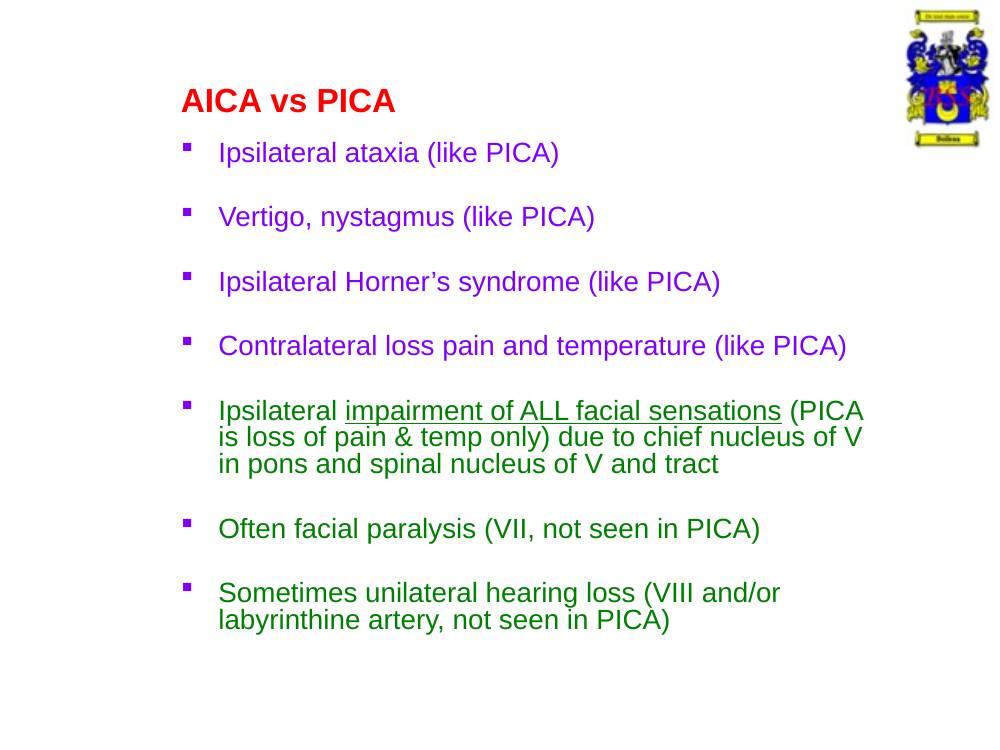 AICA vs PICA
▪ Ipsilateral ataxia (like PICA)
▪ Vertigo, nystagmus (like PICA)
▪ Ipsilateral Horner’s syndrome (like PICA)
▪ Contralateral loss pain and temperature (like PICA)
▪ Ipsilateral impairment of ALL facial sensations (PICA
is loss of pain & temp only) due to chief nucleus of V
in pons and spinal nucleus of V and tract
▪ Often facial paralysis (VII, not seen in PICA)
▪ Sometimes unilateral hearing loss (VIII and/or
labyrinthine artery, not seen in PICA)